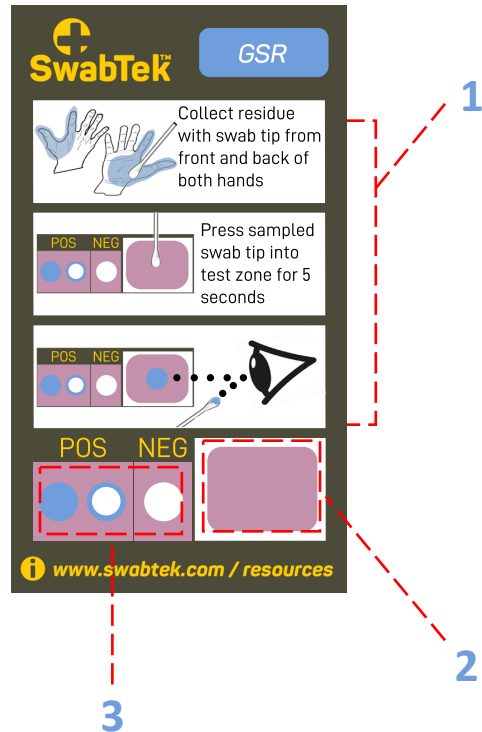 SwabTek™
GSR
1
Collect residue
with swab tip from
front and back of
both hands
POS NEG
Press sampled
swab tip into
test zone for 5
seconds
POS NEG
POS NEG
2
i www.swabtek.com / resources
3